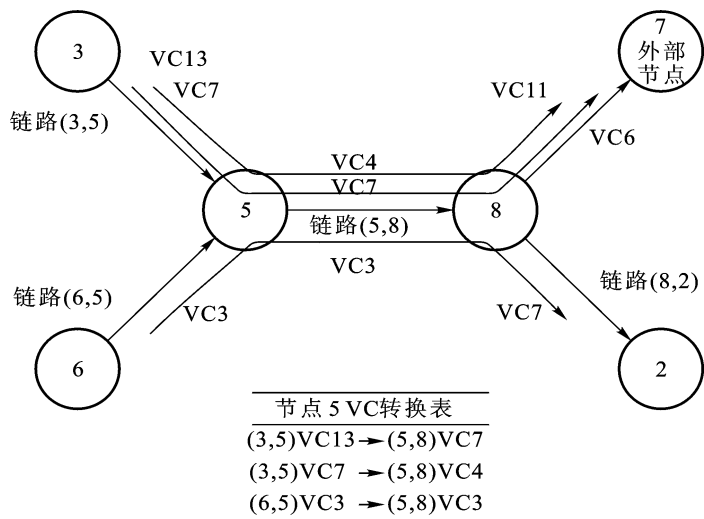 3
VC13
VC7
链路(3,5)
7
外部
节点
VC11
VC6
VC4
VC7
5
8
链路(5,8)
VC3
链路(6,5)
VC3
链路(8,2)
VC7
6
2
节点 5 VC转换表
(3,5)VC13→(5,8)VC7
(3,5)VC7 →(5,8)VC4
(6,5)VC3 →(5,8)VC3